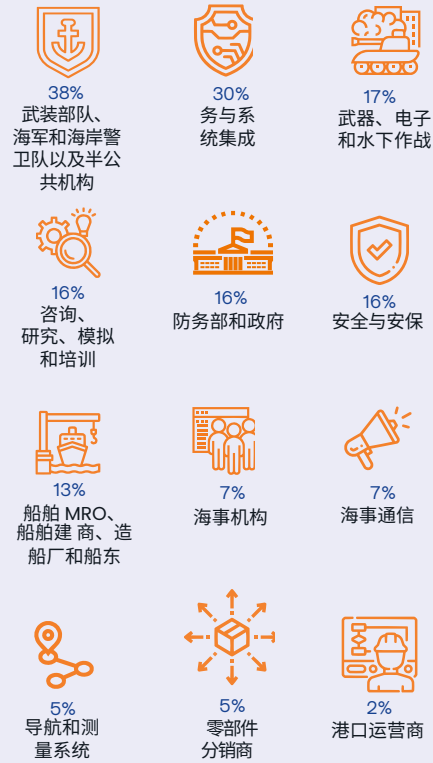 38%
武装部队、
海军和海岸警
卫队以及半公
共机构
30%
务与系
统集成
17%
武器、电子
和水下作战
16%
咨询、
研究、模拟
和培训
16%
防务部和政府
16%
安全与安保
13%
船舶 MRO、
船舶建 商、造
船厂和船东
7%
海事机构
7%
海事通信
5%
导航和测
量系统
5%
零部件
分销商
2%
港口运营商